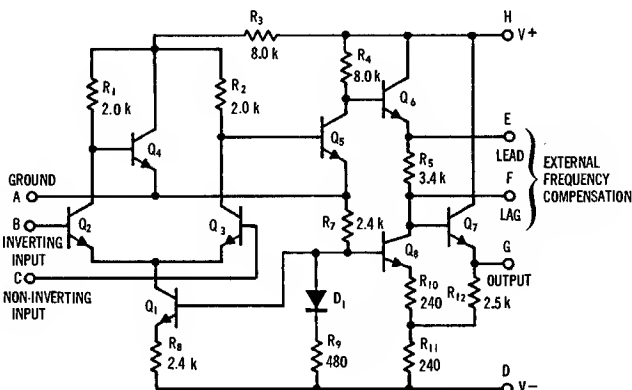 R3
8.0 k
H
V+
R1
2.0 k
R2
2.0 k
R4
8.0 k
Q4
Q5
Q6
E
LEAD
R5
3.4 k
EXTERNAL
FREQUENCY
COMPENSATION
F
LAG
GROUND
A
B
INVERTING
INPUT
Q2
Q3
R7
2.4 k
Q8
Q7
G
OUTPUT
C
NON-INVERTING
INPUT
Q1
D1
R10
240
R12
2.5 k
R8
2.4 k
R9
480
R11
240
D
V−